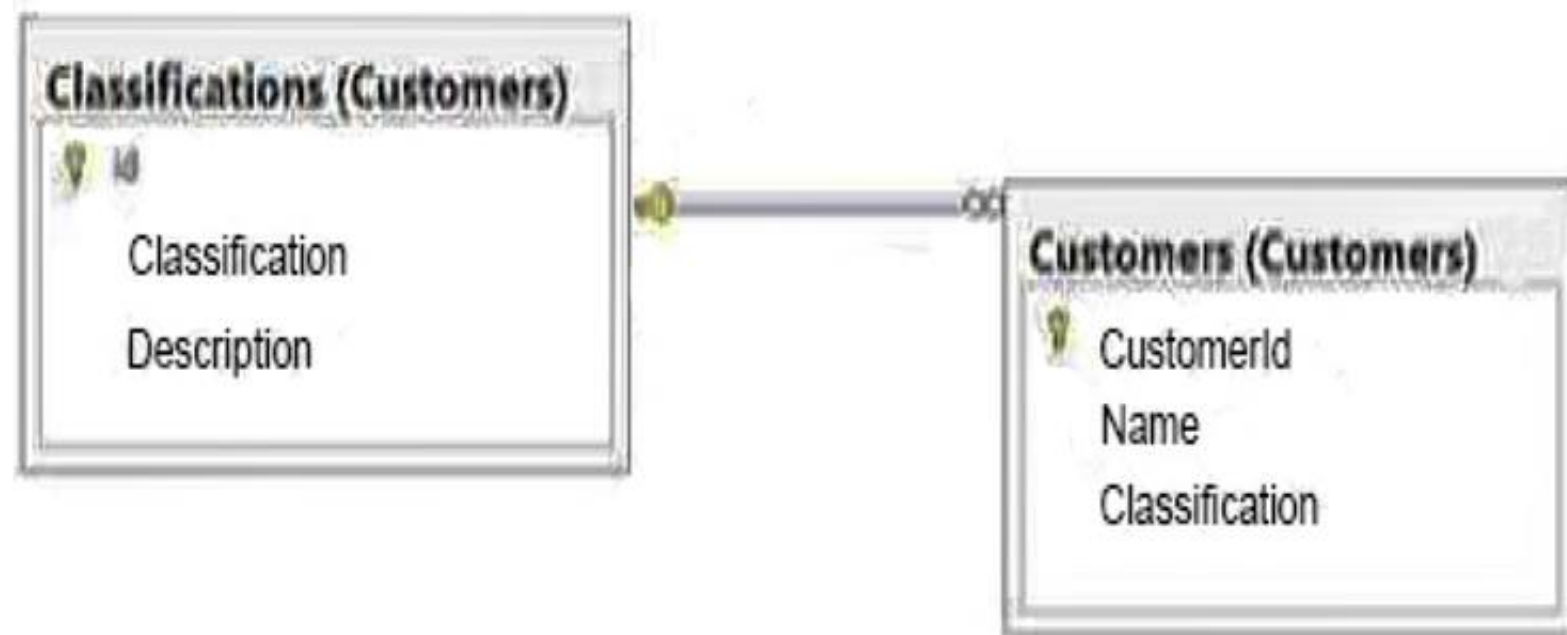 Classifications (Customers)
Id
Classification
Description
Customers (Customers)
CustomerId
Name
Classification